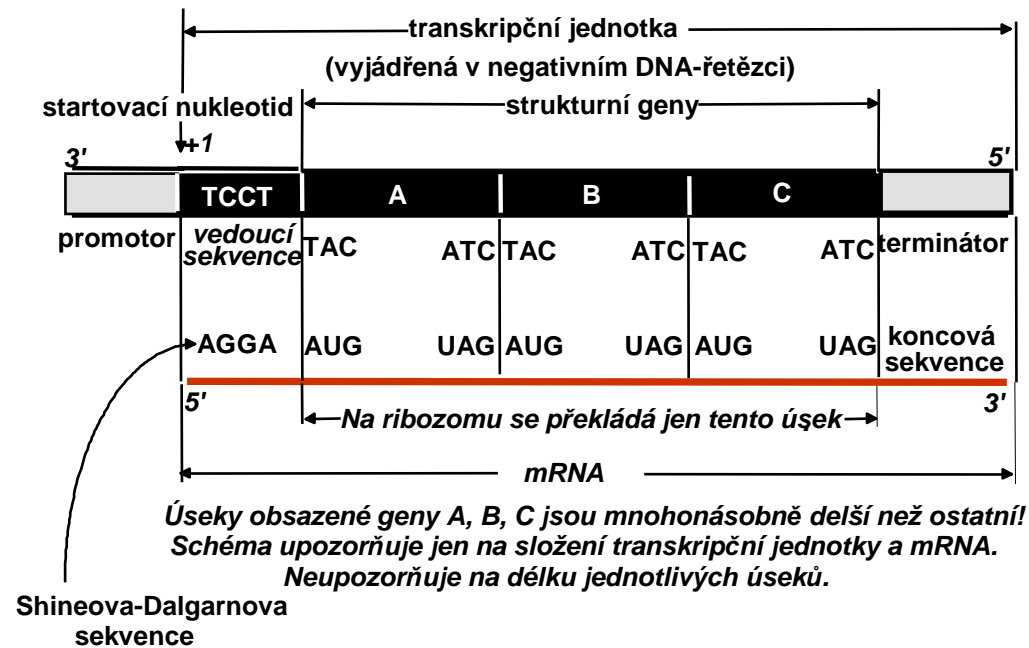 transkripční jednotka
(vyjádřená v negativním DNA-řetězci)
startovací nukleotid
strukturní geny
+1
3'
5'
TCCT A B C
promotor
vedoucí
sekvence
TAC ATC TAC ATC TAC ATC
terminátor
AGGA AUG UAG AUG UAG AUG UAG
koncová
sekvence
5'
3'
Na ribozomu se překládá jen tento úsek
mRNA
Úseky obsazené geny A, B, C jsou mnohonásobně delší než ostatní!
Schéma upozorňuje jen na složení transkripční jednotky a mRNA.
Neupozorňuje na délku jednotlivých úseků.
Shineova-Dalgarnova
sekvence